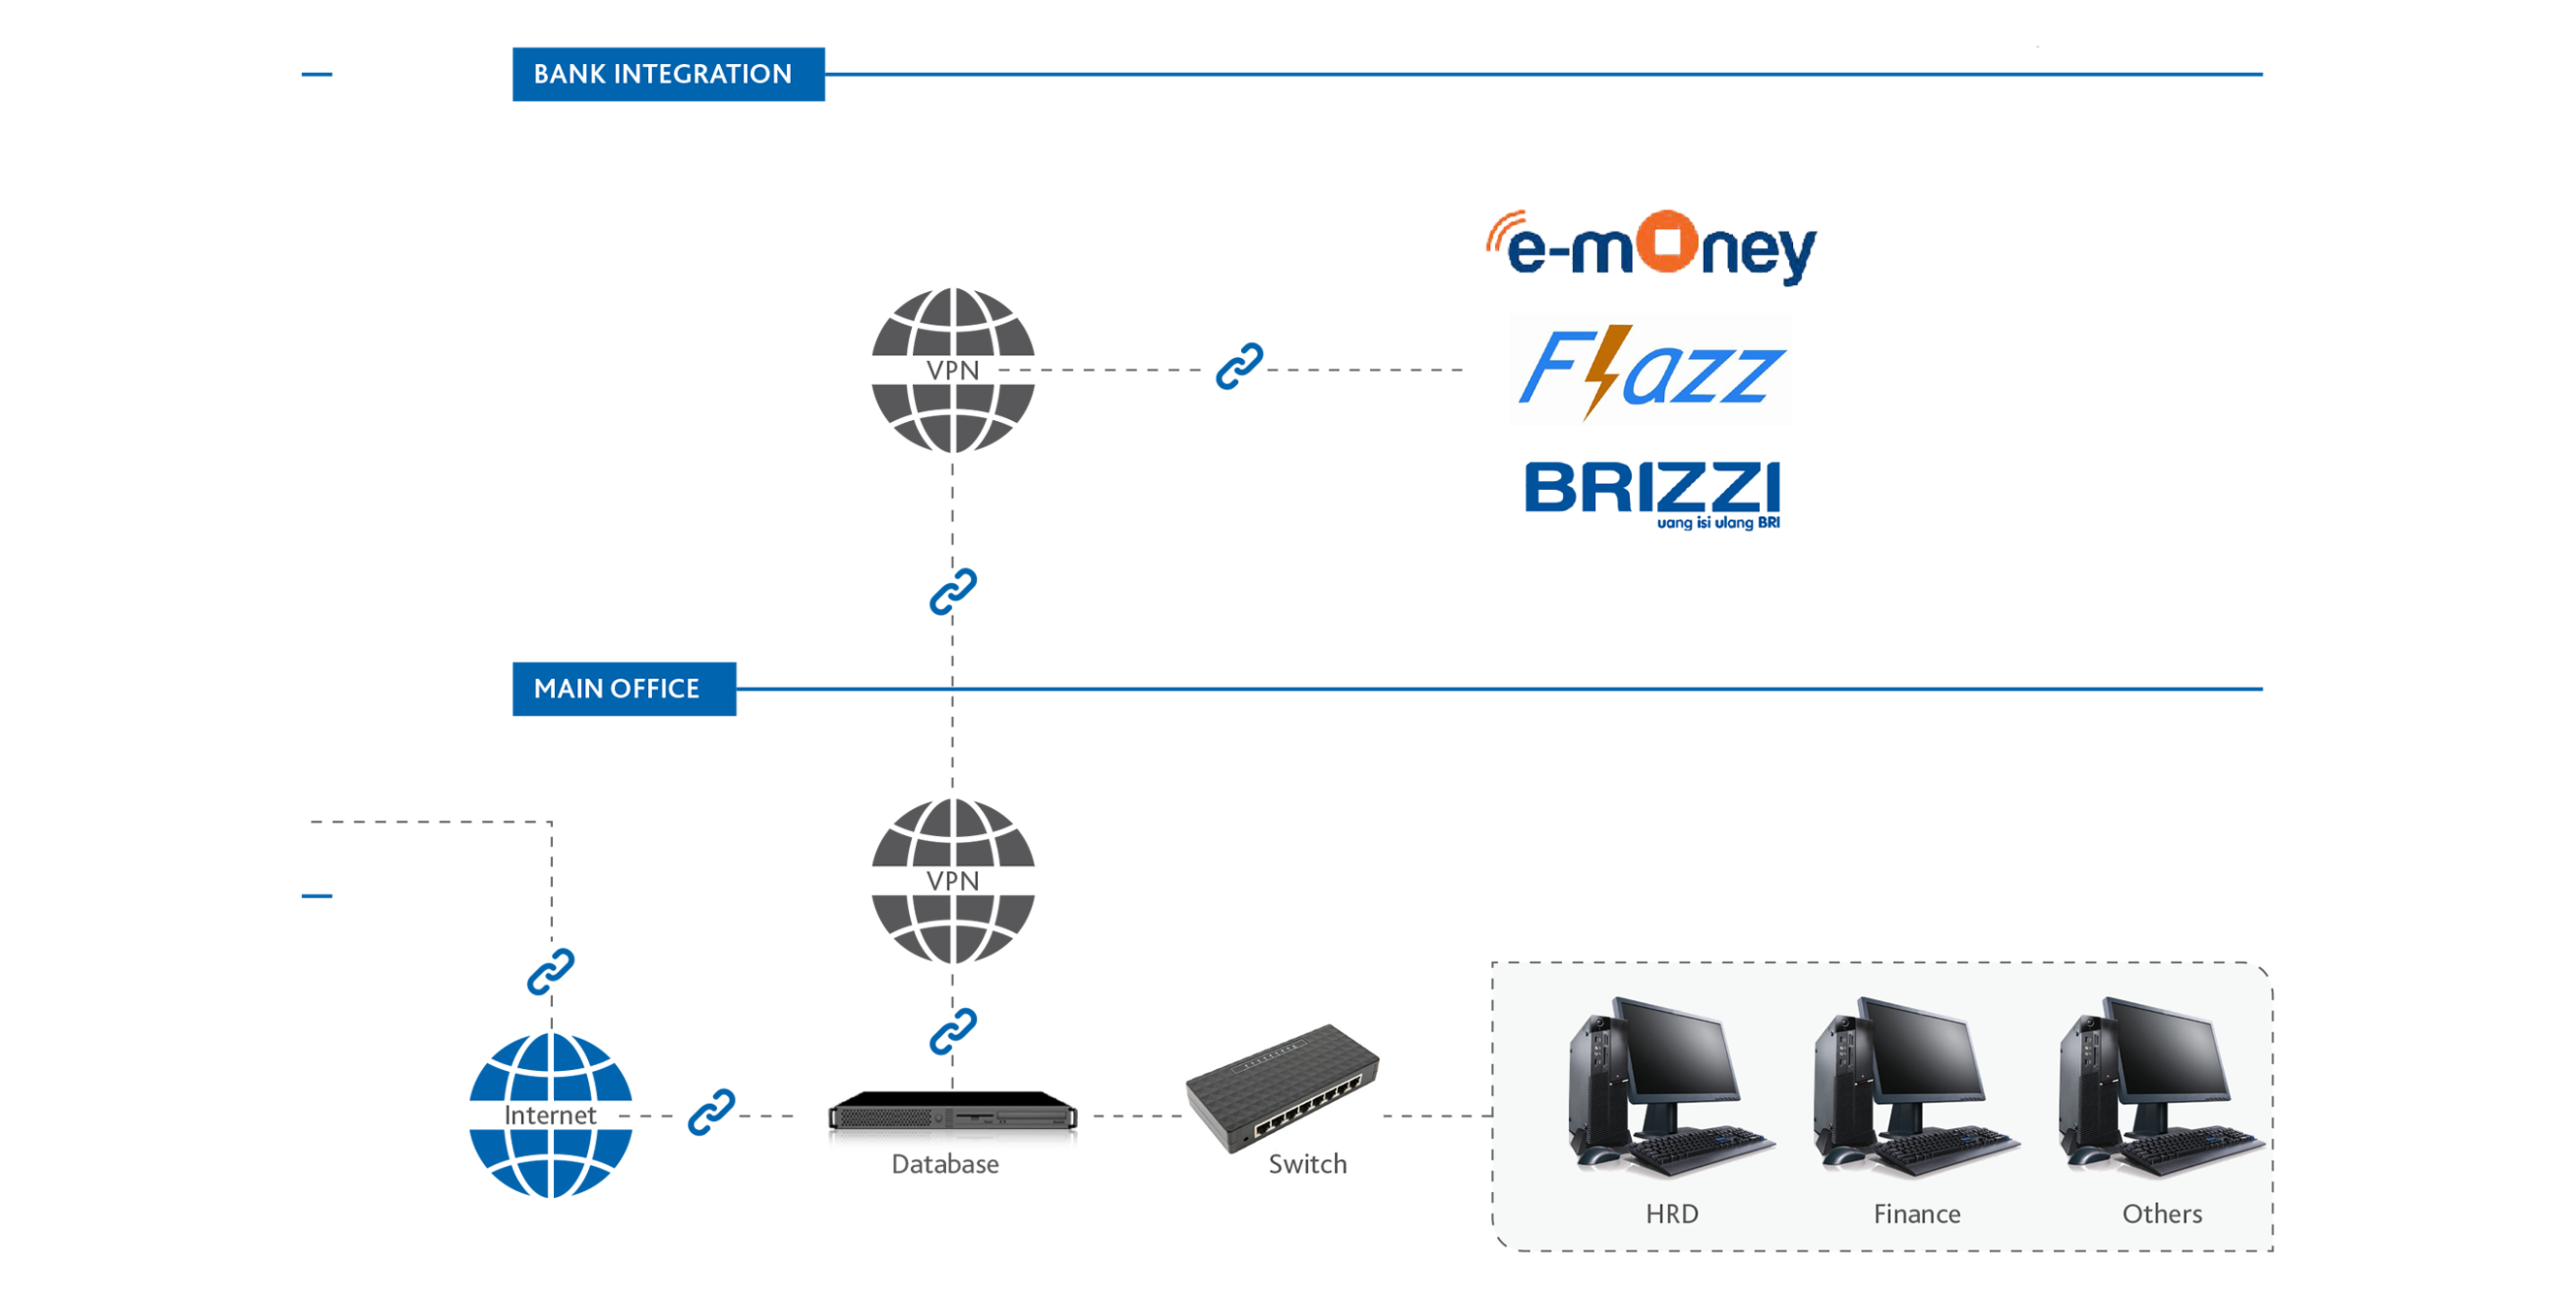 BANK INTEGRATION
e-money
VPN
Flazz
BRIZZI
uang isi ulang BRI
MAIN OFFICE
VPN
Internet
Database
Switch
HRD
Finance
Others